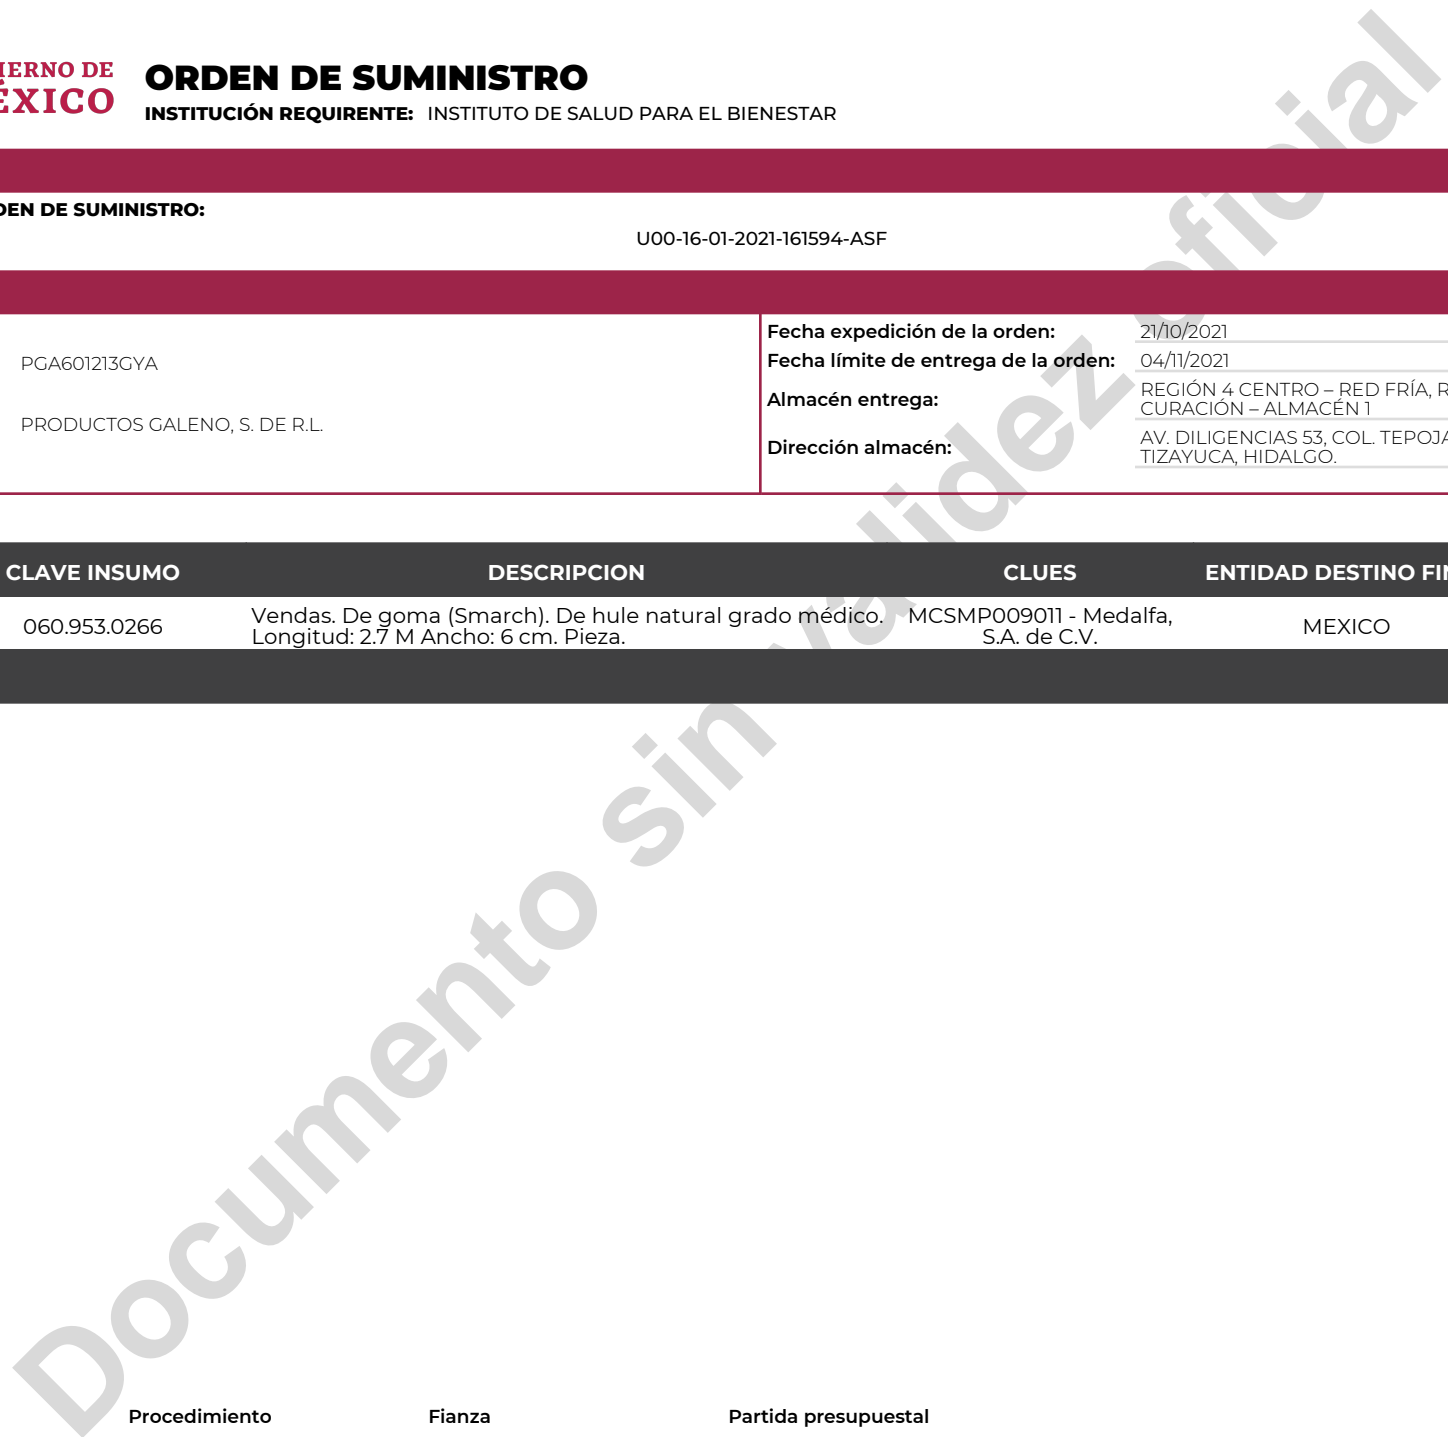 IERNO DE
ÉXICO
ORDEN DE SUMINISTRO
INSTITUCIÓN REQUIRENTE: INSTITUTO DE SALUD PARA EL BIENESTAR
DEN DE SUMINISTRO:
U00-16-01-2021-161594-ASF
PGA601213GYA
PRODUCTOS GALENO, S. DE R.L.
Fecha expedición de la orden: 21/10/2021
Fecha límite de entrega de la orden: 04/11/2021
Almacén entrega: REGIÓN 4 CENTRO – RED FRÍA, R
CURACIÓN – ALMACÉN 1
Dirección almacén: AV. DILIGENCIAS 53, COL. TEPOJA
TIZAYUCA, HIDALGO.
CLAVE INSUMO DESCRIPCION CLUES ENTIDAD DESTINO FIN
060.953.0266 Vendas. De goma (Smarch). De hule natural grado médico. MCSMP009011 - Medalfa, MEXICO
Longitud: 2.7 M Ancho: 6 cm. Pieza. S.A. de C.V.
Documento sin validez oficial
Procedimiento Fianza Partida presupuestal